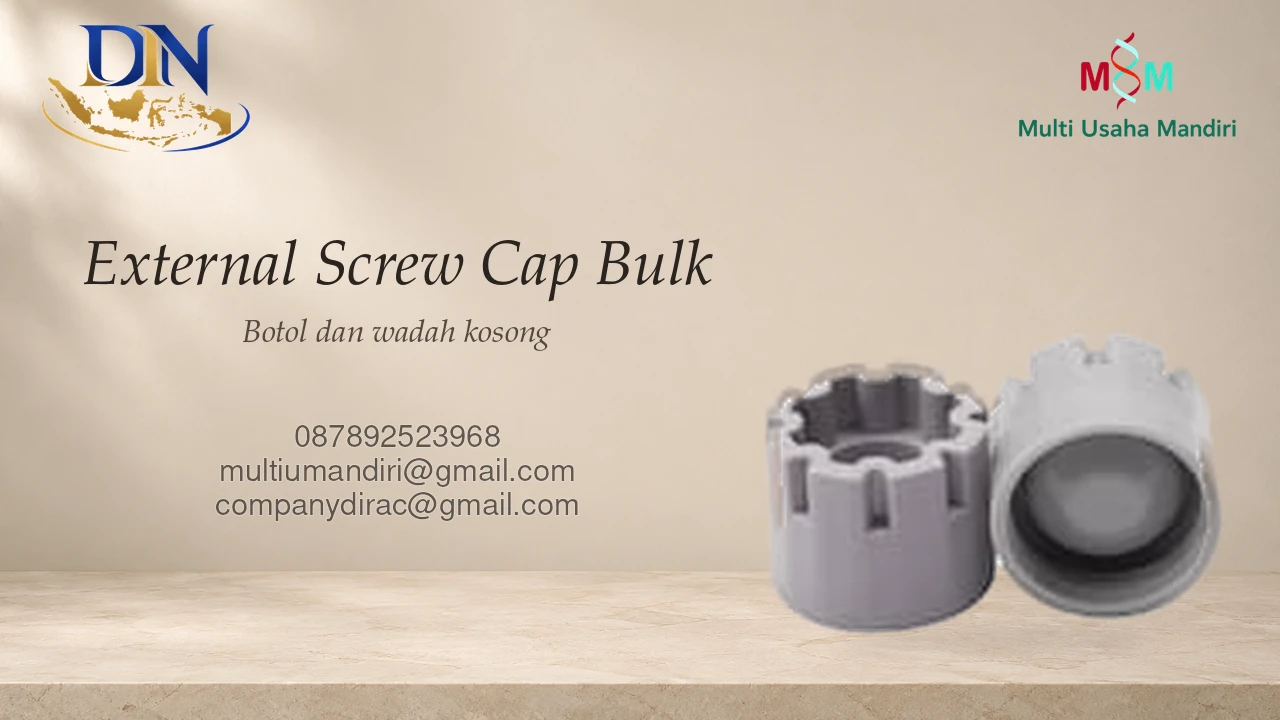 DN
M M
Multi Usaha Mandiri
External Screw Cap Bulk
Botol dan wadah kosong
087892523968
multiumandiri@gmail.com
companydirac@gmail.com